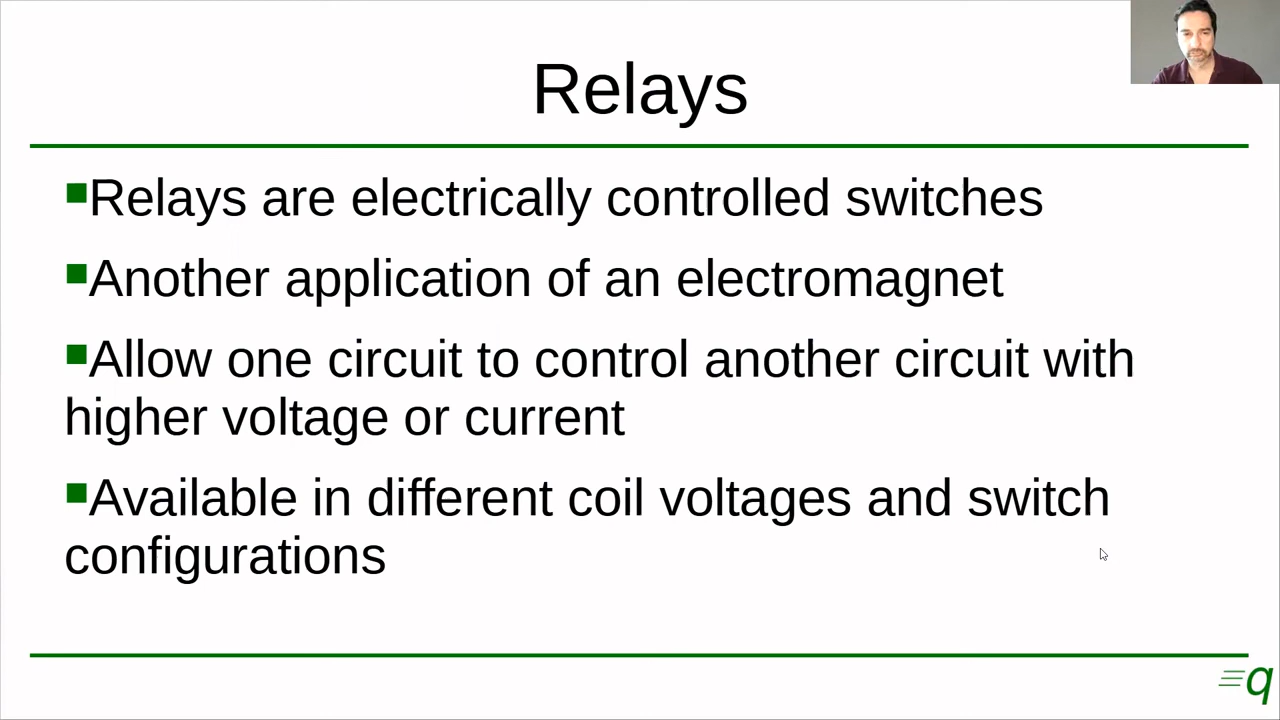 Relays
Relays are electrically controlled switches
Another application of an electromagnet
Allow one circuit to control another circuit with
higher voltage or current
Available in different coil voltages and switch
configurations
q